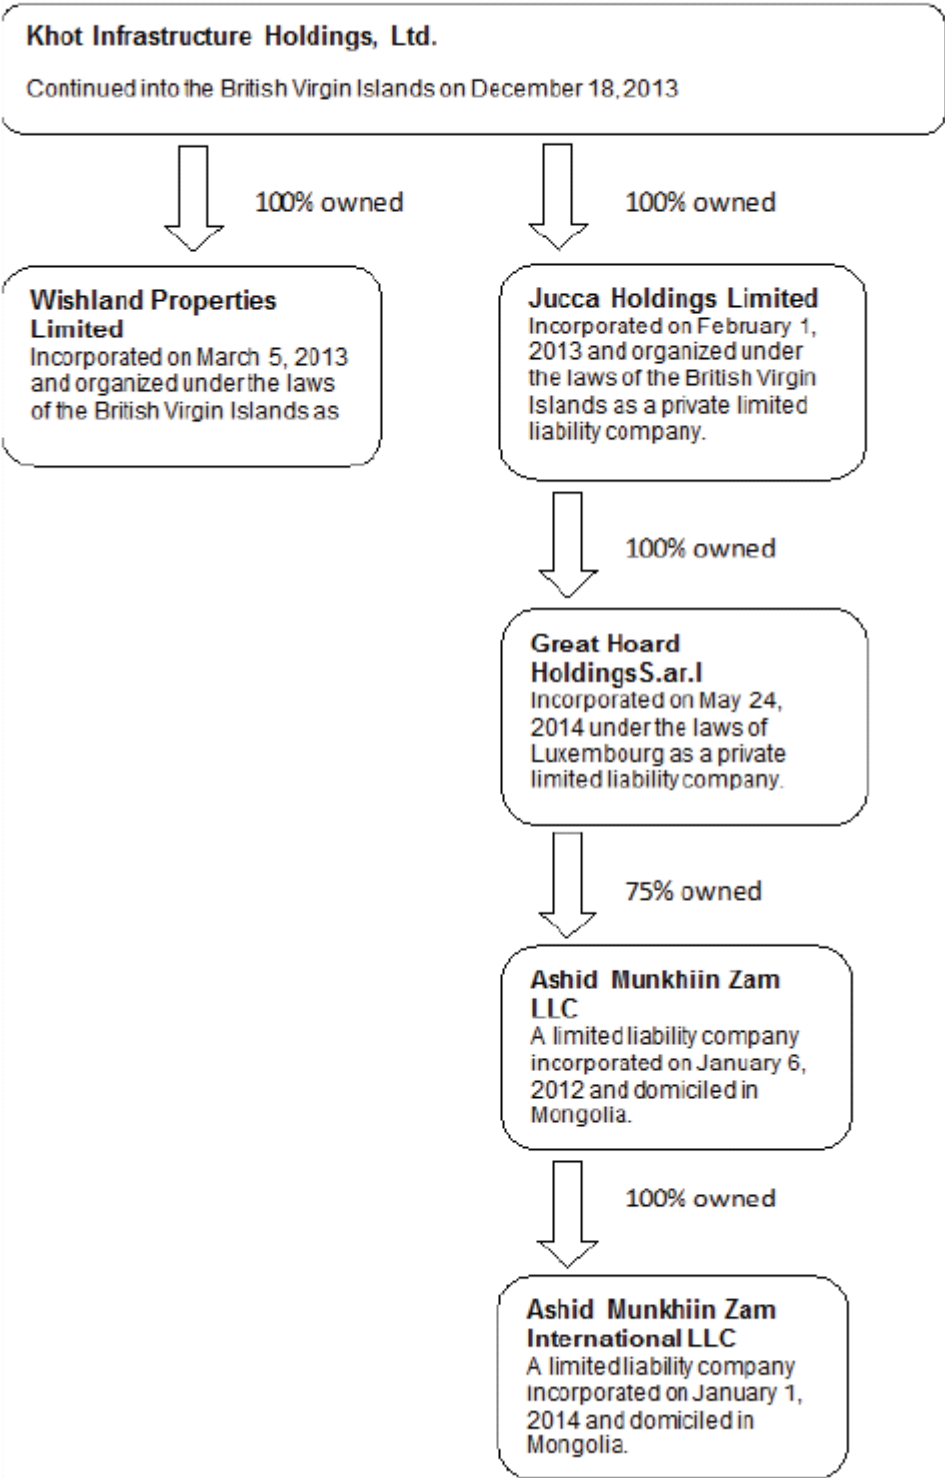 Khot Infrastructure Holdings, Ltd.
Continued into the British Virgin Islands on December 18, 2013
100% owned
100% owned
Wishland Properties
Limited
Incorporated on March 5, 2013
and organized under the laws
of the British Virgin Islands as
Jucca Holdings Limited
Incorporated on February 1,
2013 and organized under
the laws of the British Virgin
Islands as a private limited
liability company.
100% owned
Great Hoard
HoldingsS.ar.l
Incorporated on May 24,
2014 under the laws of
Luxembourg as a private
limited liability company.
75% owned
Ashid Munkhiin Zam
LLC
A limited liability company
incorporated on January 6,
2012 and domiciled in
Mongolia.
100% owned
Ashid Munkhiin Zam
International LLC
A limited liability company
incorporated on January 1,
2014 and domiciled in
Mongolia.